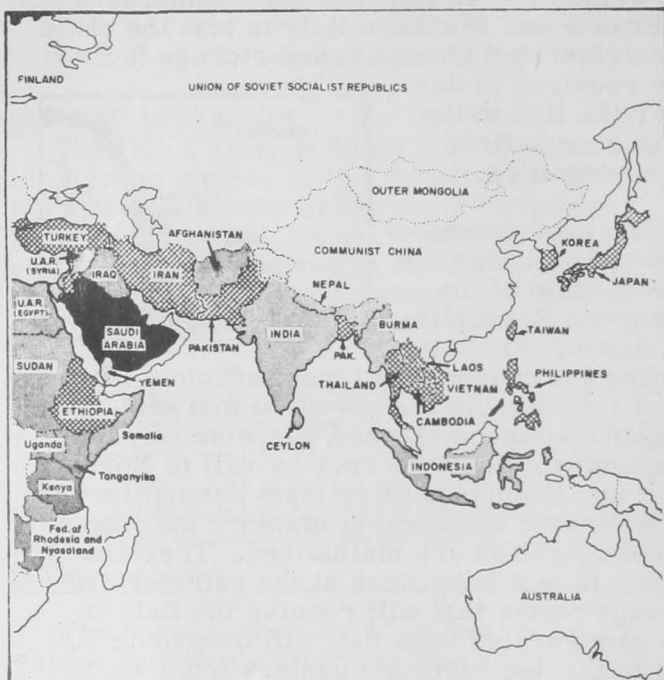 FINLAND
UNION OF SOVIET SOCIALIST REPUBLICS
OUTER MONGOLIA
TURKEY
AFGHANISTAN
U.A.R.
(SYRIA)
IRAQ
IRAN
COMMUNIST CHINA
KOREA
JAPAN
NEPAL
U.A.R.
(EGYPT)
SAUDI
ARABIA
PAKISTAN
INDIA
PAK.
BURMA
TAIWAN
SUDAN
YEMEN
THAILAND
LAOS
VIETNAM
PHILIPPINES
ETHIOPIA
CAMBODIA
Somalia
CEYLON
Uganda
INDONESIA
Kenya
Tanganyika
Fed. of
Rhodesia and
Nyasaland
AUSTRALIA